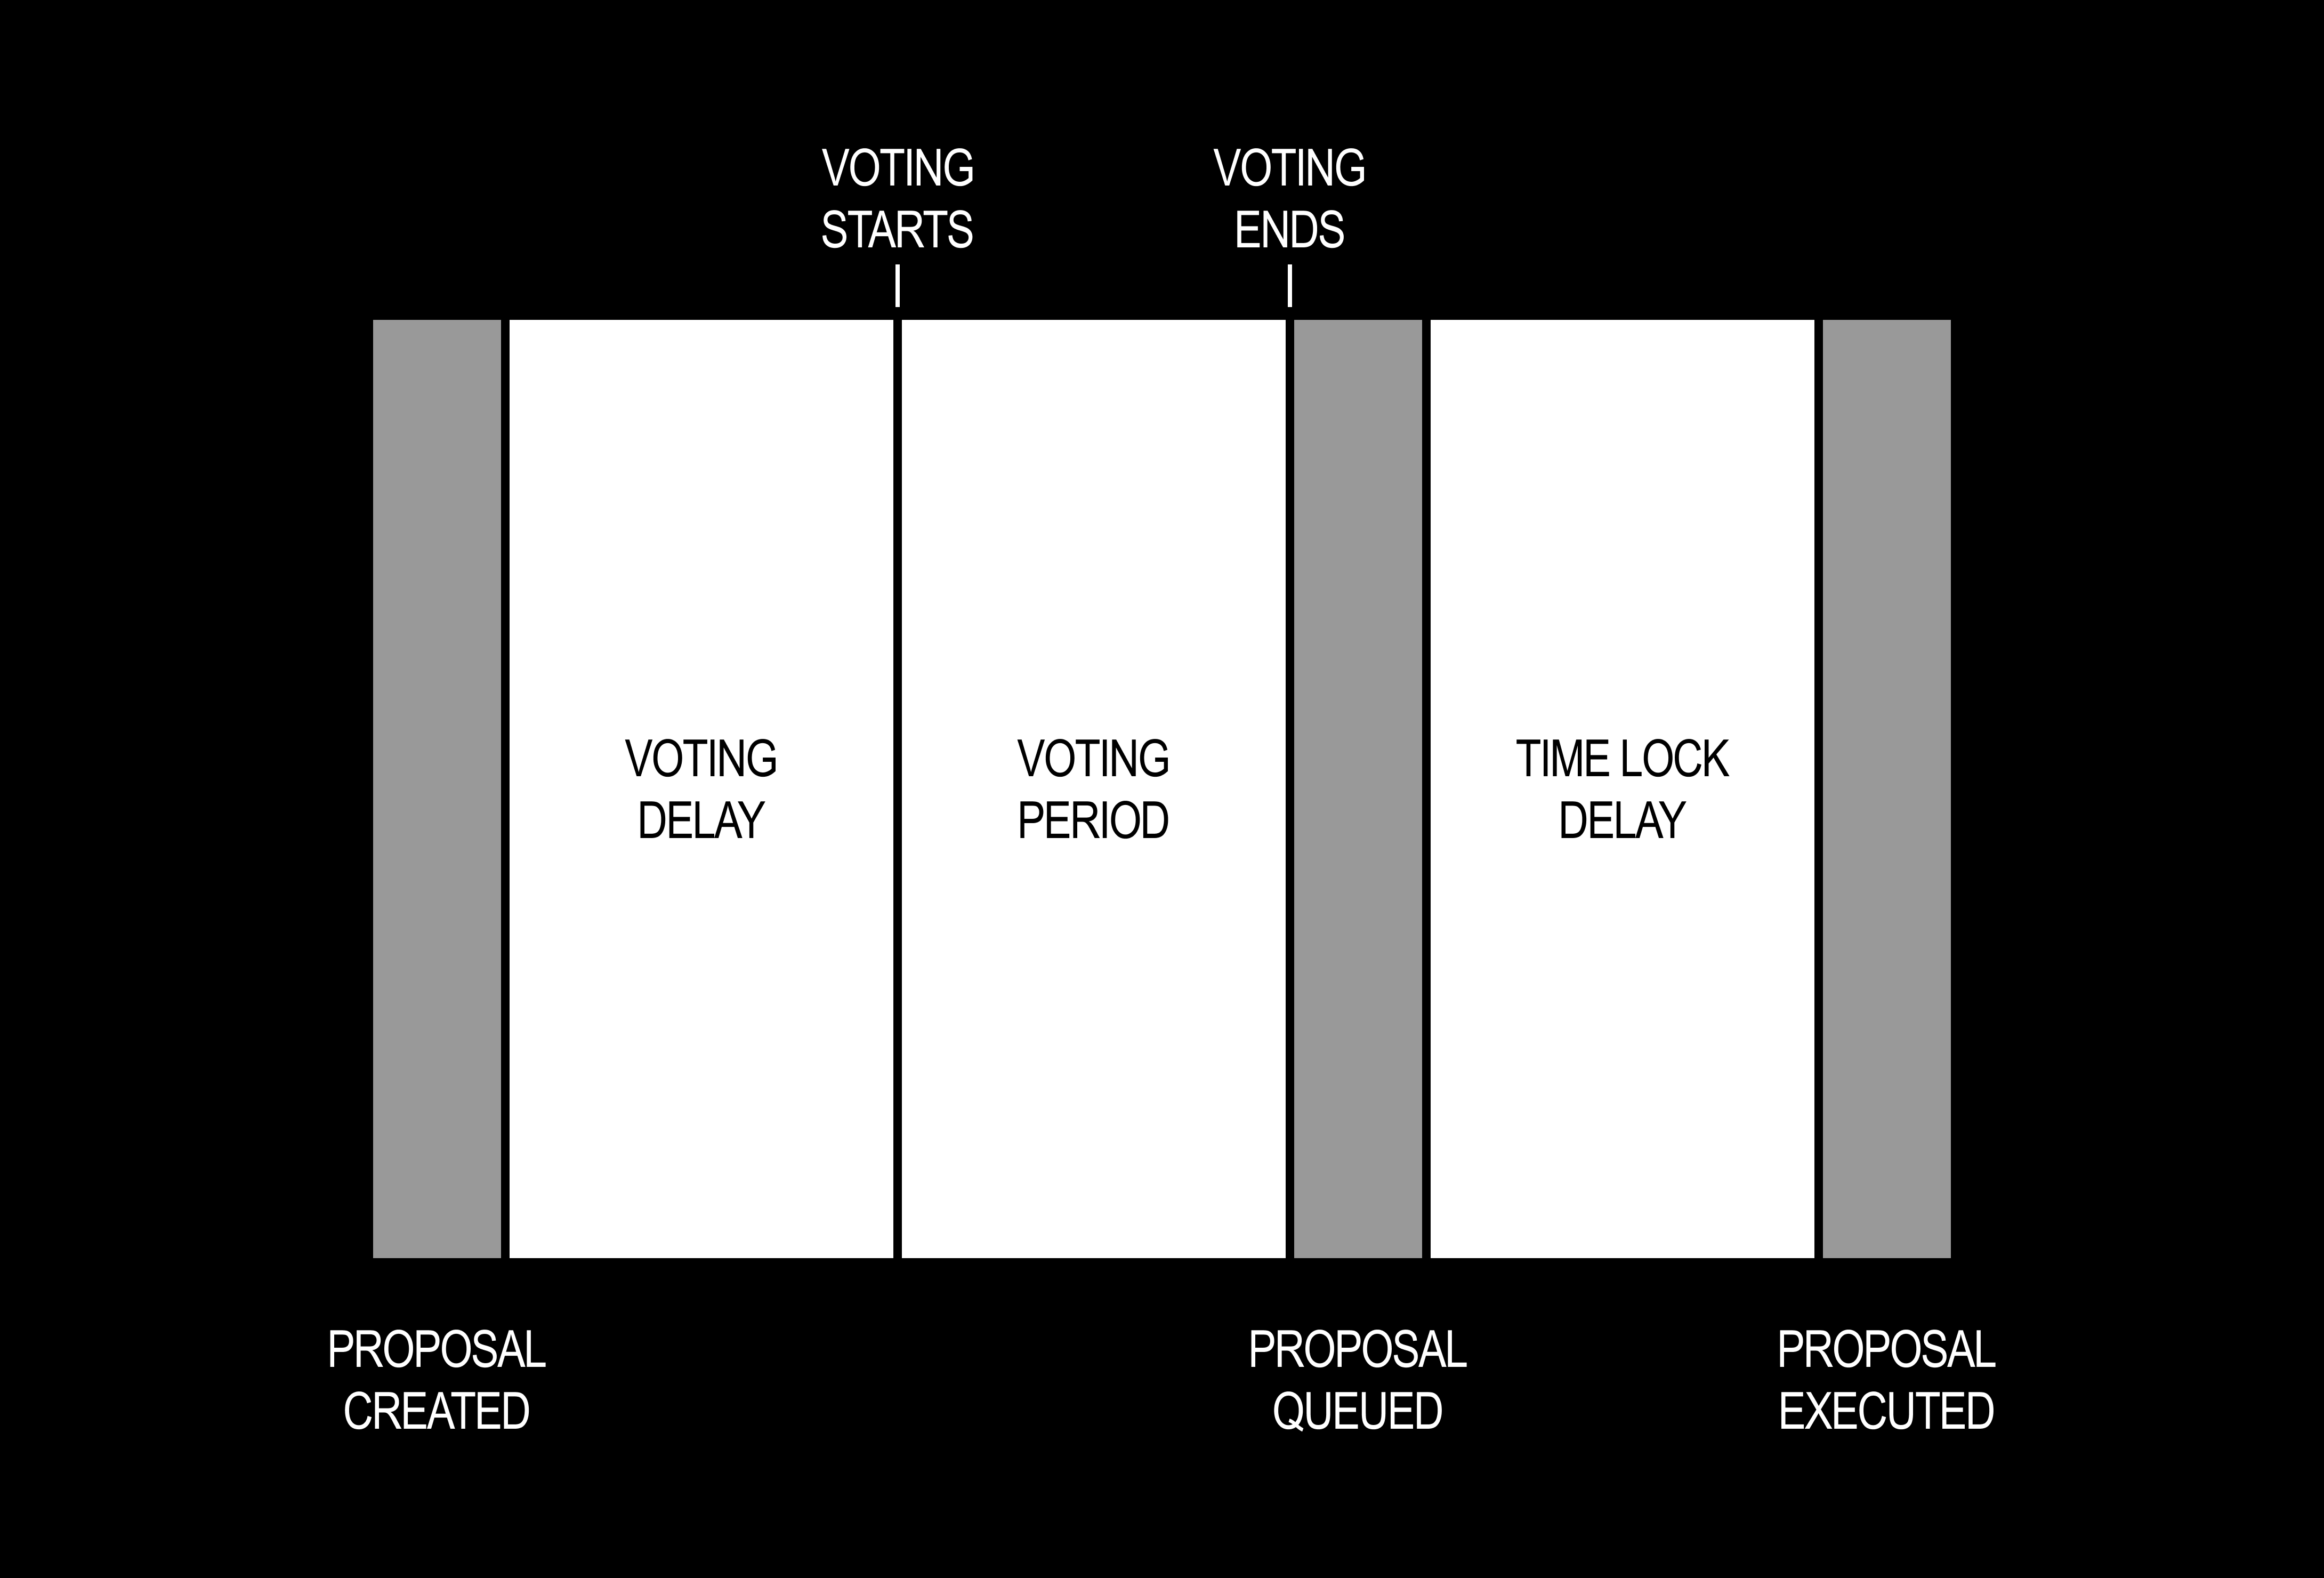 VOTING
STARTS
VOTING
ENDS
VOTING
DELAY
VOTING
PERIOD
TIME LOCK
DELAY
PROPOSAL
CREATED
PROPOSAL
QUEUED
PROPOSAL
EXECUTED